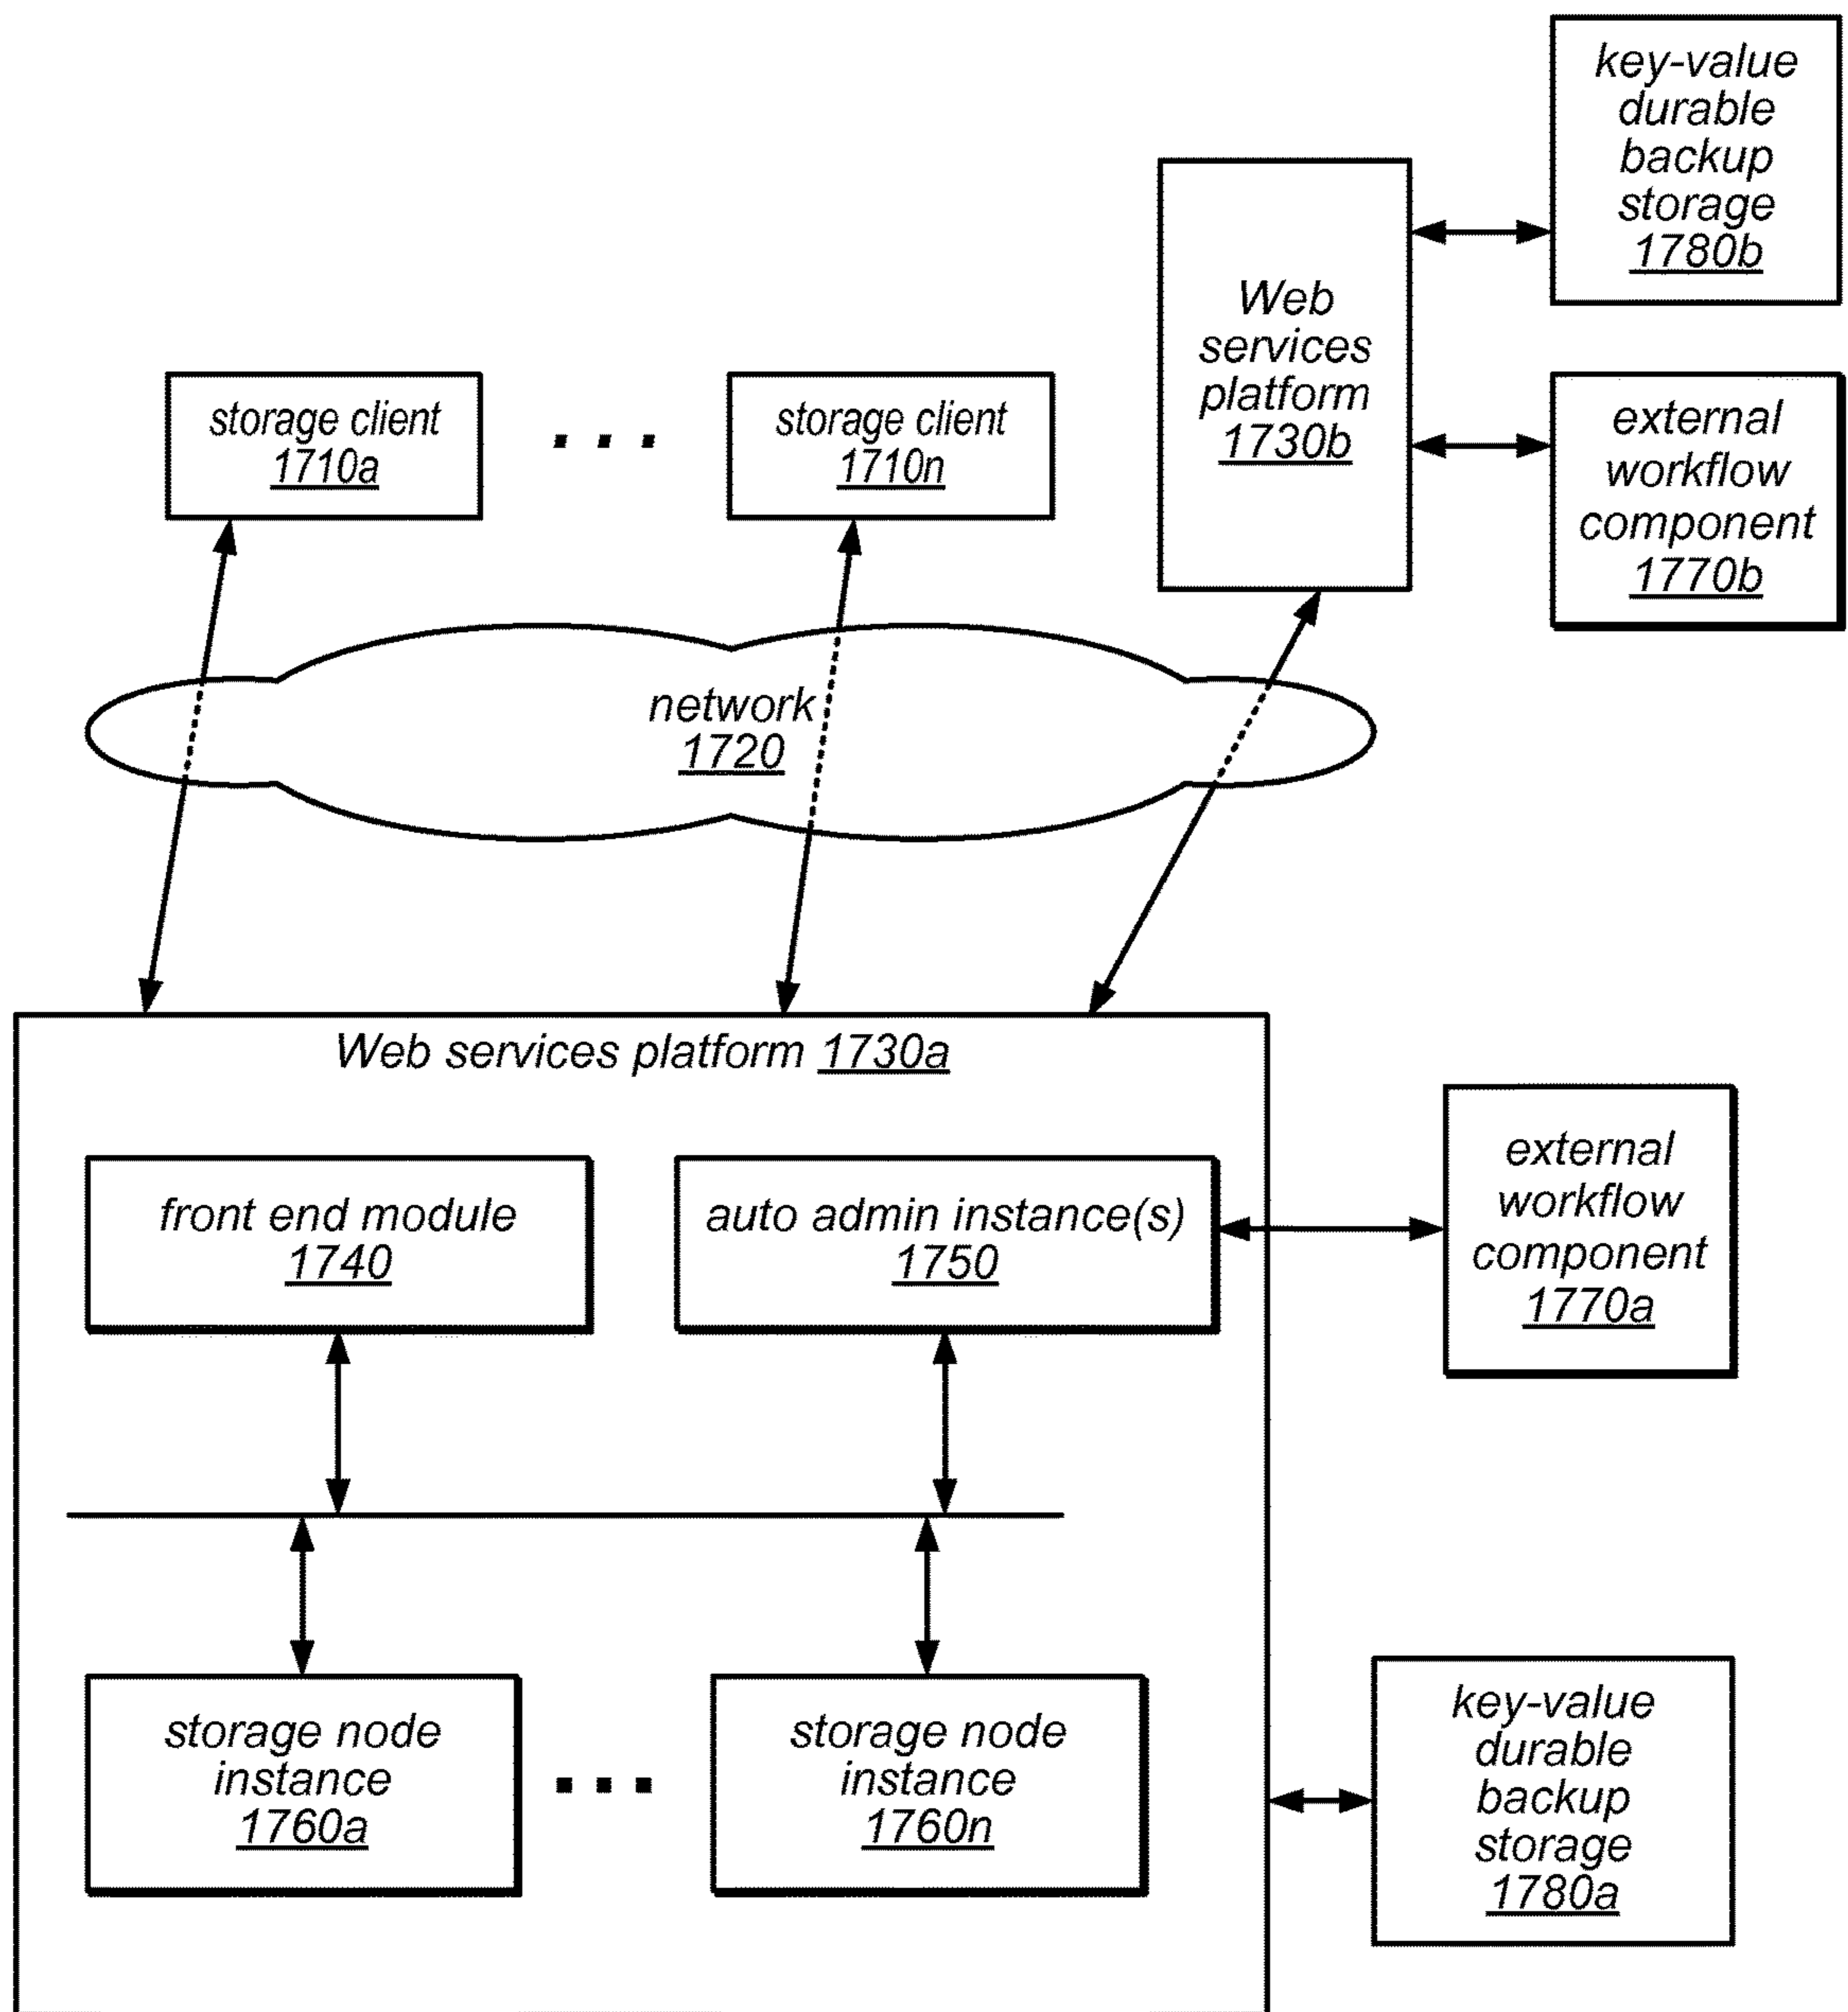 key-value
durable
backup
storage
1780b
Web
services
platform
1730b
storage client
1710a
. . .
storage client
1710n
external
workflow
component
1770b
network
1720
Web services platform 1730a
front end module
1740
auto admin instance(s)
1750
external
workflow
component
1770a
storage node
instance
1760a
...
storage node
instance
1760n
key-value
durable
backup
storage
1780a